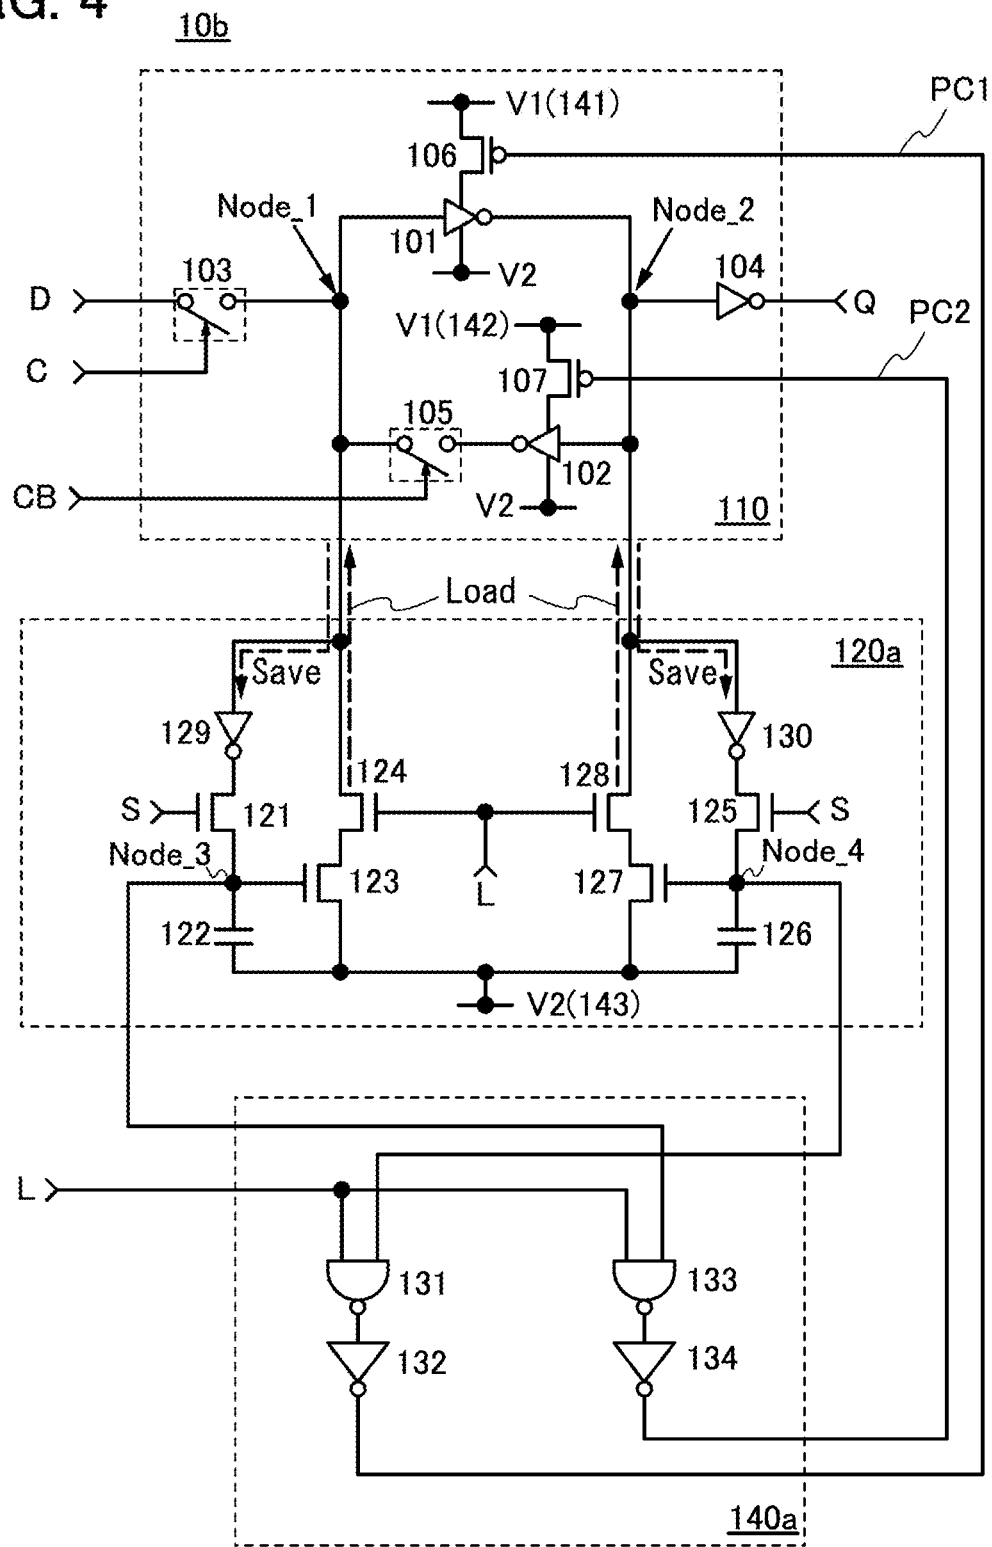 FIG. 4
10b
PC1
V1(141)
106
Node_1
101
Node_2
V2
103
104
D
Q
V1(142)
PC2
C
107
105
102
CB
V2
110
Load
120a
Save
Save
129
130
124
128
S
121
125
S
Node_3
Node_4
123
127
L
122
126
V2(143)
L
131
133
132
134
140a